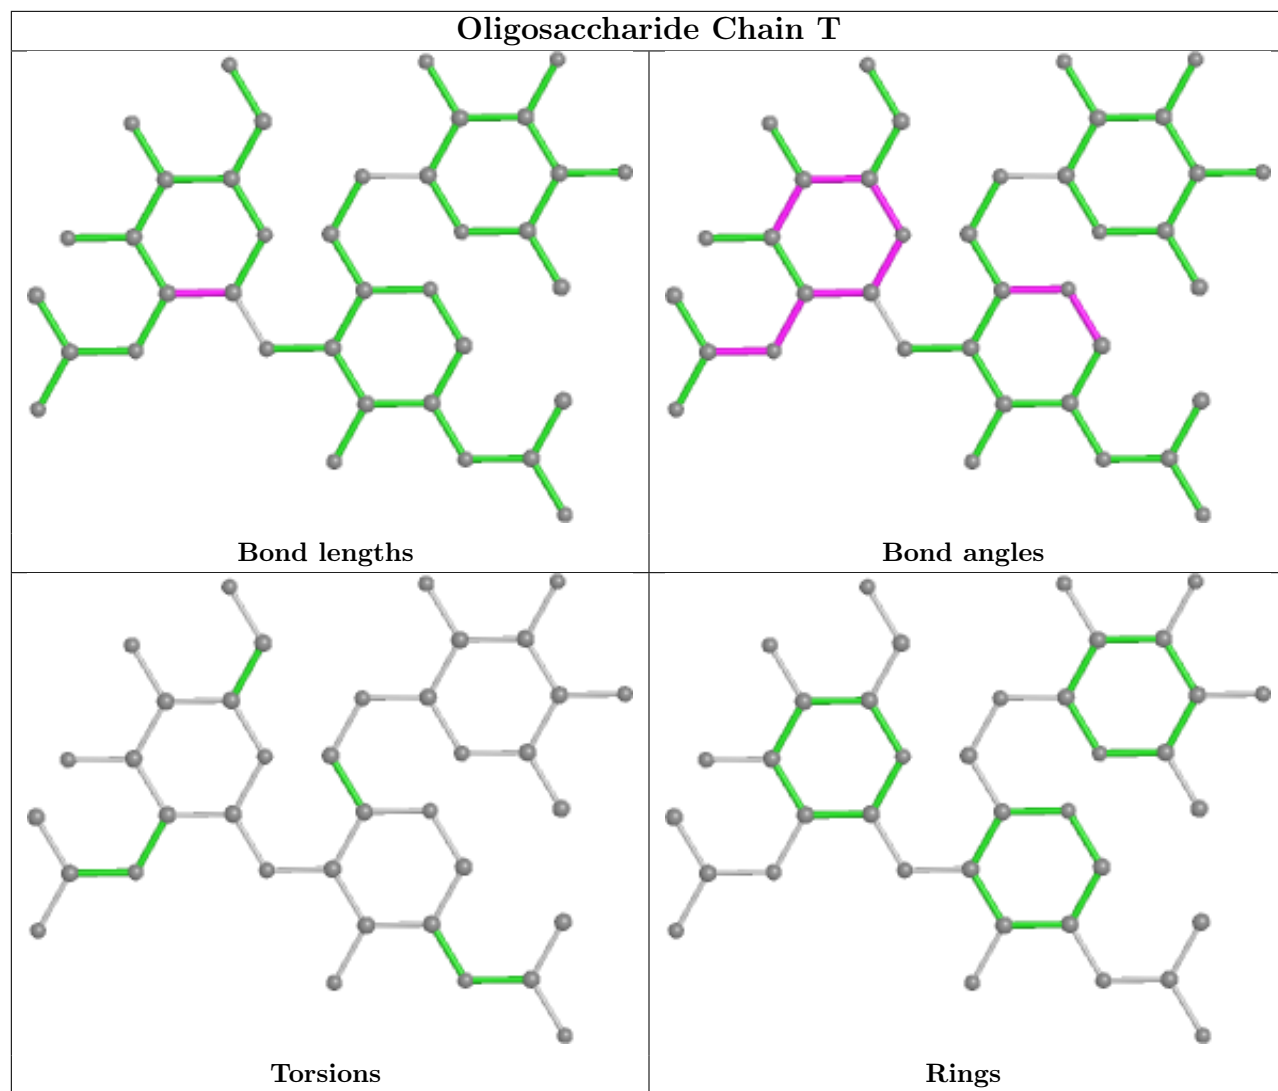 Oligosaccharide Chain T
Bond lengths
Bond angles
Torsions
Rings